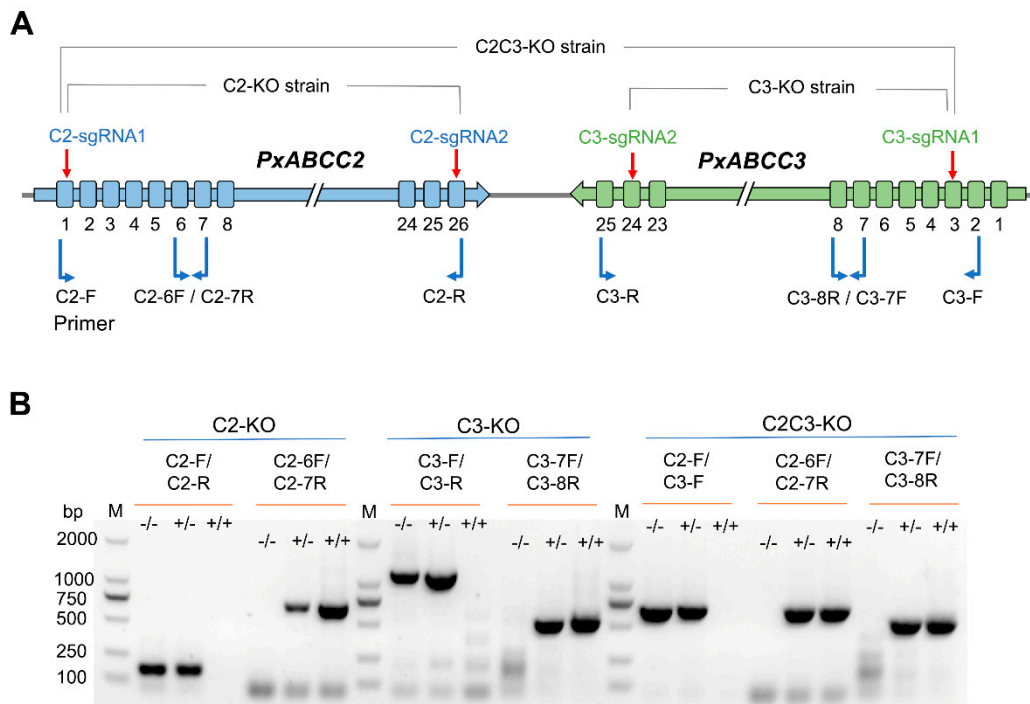 A
C2C3-KO strain
C2-KO strain
C3-KO strain
C2-sgRNA1
C2-sgRNA2
C3-sgRNA2
C3-sgRNA1
PxABCC2
PxABCC3
1 2 3 4 5 6 7 8 24 25 26 25 24 23 8 7 6 5 4 3 2 1
C2-F C2-6F / C2-7R C2-R C3-R C3-8R / C3-7F C3-F
Primer
B
C2-KO C3-KO C2C3-KO
C2-F/ C2-6F/ C3-F/ C3-7F/ C2-F/ C2-6F/ C3-7F/
C2-R C2-7R C3-R C3-8R C3-F C2-7R C3-8R
bp M M M
-/- +/- +/+ -/- +/- +/+ -/- +/- +/+ -/- +/- +/+ -/- +/- +/+ -/- +/- +/+ -/- +/- +/+
2000
1000
750
500
250
100